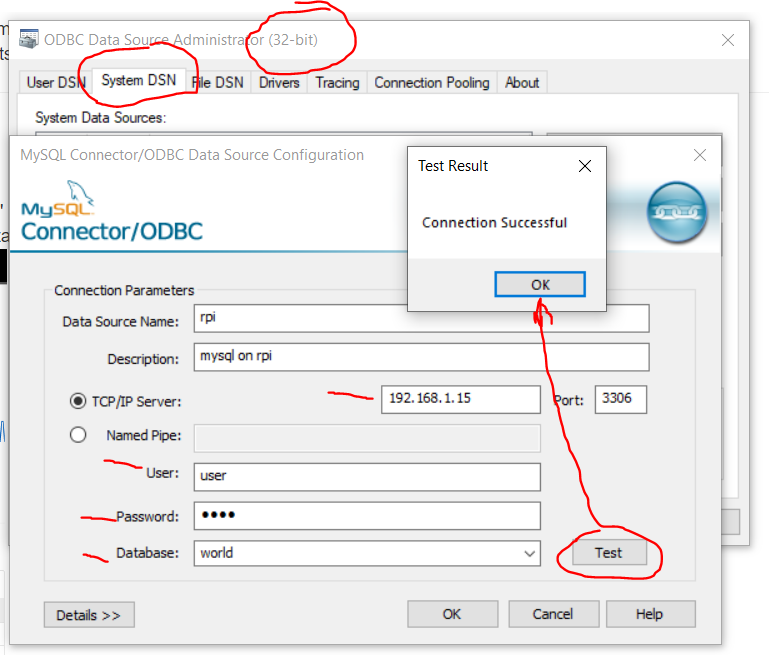 ODBC Data Source Administrator (32-bit)
User DSN System DSN File DSN Drivers Tracing Connection Pooling About
System Data Sources:
MySQL Connector/ODBC Data Source Configuration
Test Result
MySQL
Connector/ODBC
Connection Successful
OK
Connection Parameters
Data Source Name: rpi
Description: mysql on rpi
TCP/IP Server: 192.168.1.15 Port: 3306
Named Pipe:
User: user
Password: ••••
Database: world
Test
Details >> OK Cancel Help